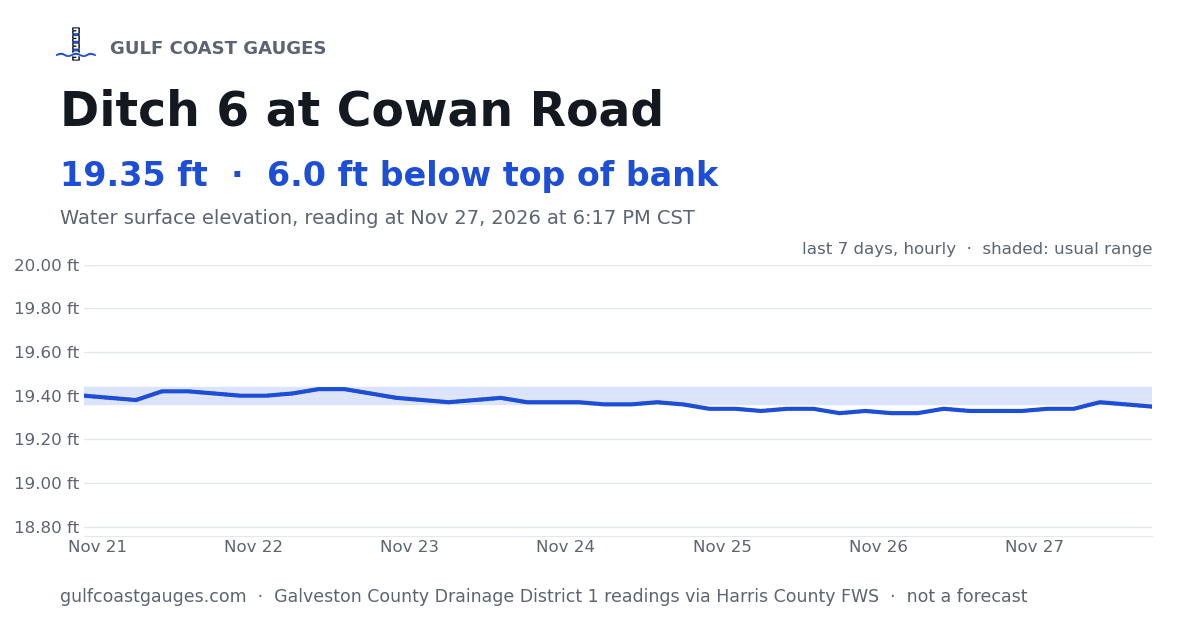 GULF COAST GAUGES
Ditch 6 at Cowan Road
19.35 ft · 6.0 ft below top of bank
Water surface elevation, reading at Nov 27, 2026 at 6:17 PM CST
last 7 days, hourly · shaded: usual range
20.00 ft
19.80 ft
19.60 ft
19.40 ft
19.20 ft
19.00 ft
18.80 ft
Nov 21 Nov 22 Nov 23 Nov 24 Nov 25 Nov 26 Nov 27
gulfcoastgauges.com · Galveston County Drainage District 1 readings via Harris County FWS · not a forecast